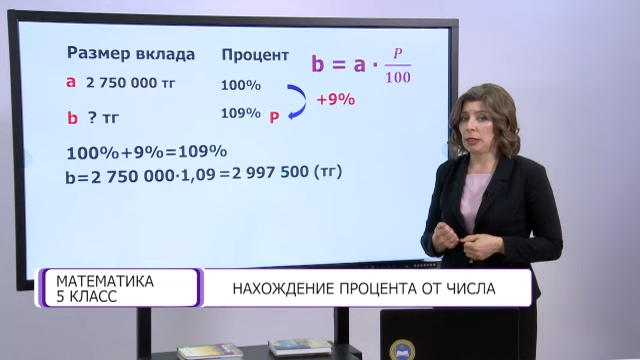 Размер вклада Процент
b = a · P/100
a 2 750 000 тг 100%
+9%
b ? тг 109% P
100%+9%=109%
b=2 750 000·1,09=2 997 500 (тг)
МАТЕМАТИКА
5 КЛАСС
НАХОЖДЕНИЕ ПРОЦЕНТА ОТ ЧИСЛА